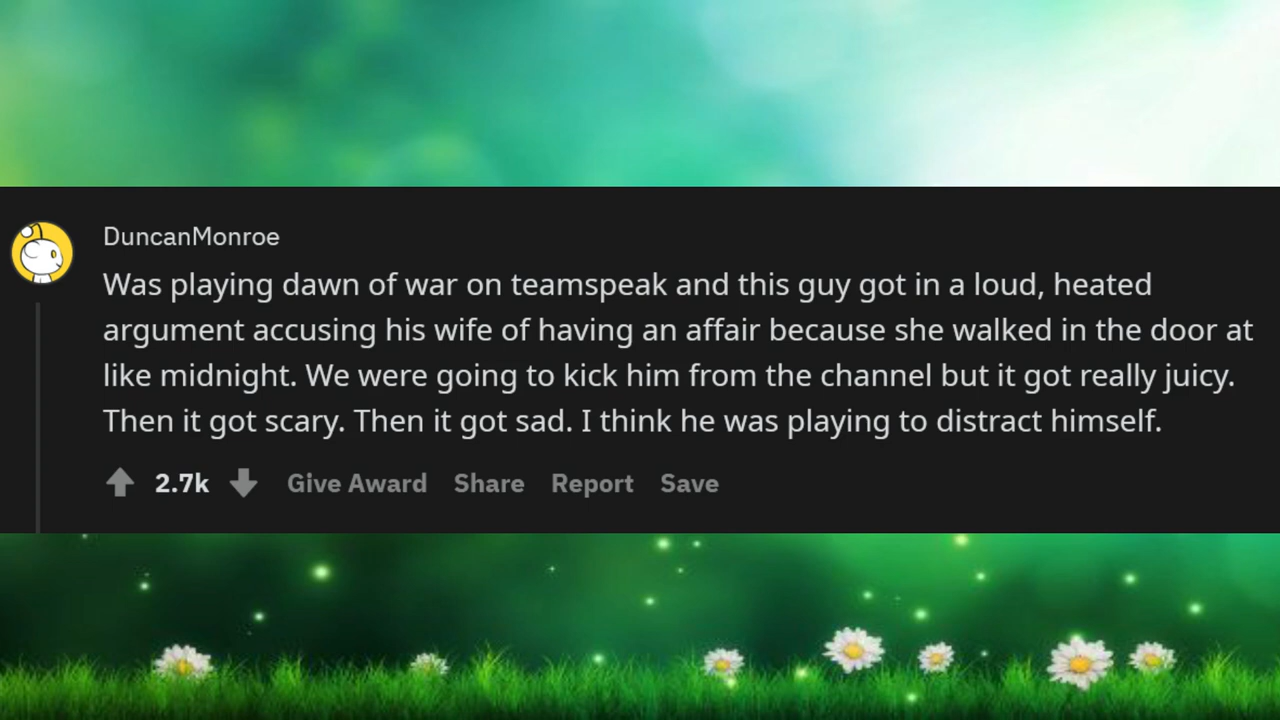 DuncanMonroe
Was playing dawn of war on teamspeak and this guy got in a loud, heated
argument accusing his wife of having an affair because she walked in the door at
like midnight. We were going to kick him from the channel but it got really juicy.
Then it got scary. Then it got sad. I think he was playing to distract himself.
2.7k Give Award Share Report Save